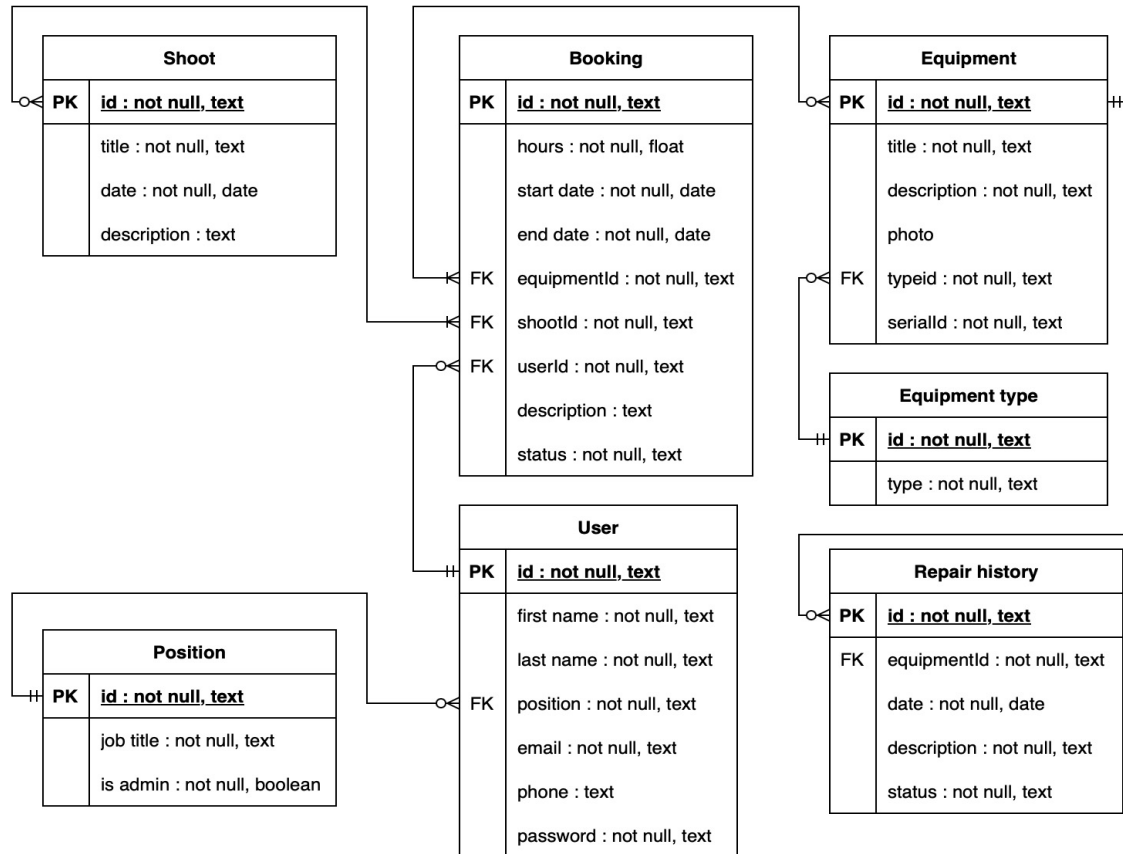 Shoot
PK id : not null, text
title : not null, text
date : not null, date
description : text
Booking
PK id : not null, text
hours : not null, float
start date : not null, date
end date : not null, date
FK equipmentId : not null, text
FK shootId : not null, text
FK userId : not null, text
description : text
status : not null, text
Equipment
PK id : not null, text
title : not null, text
description : not null, text
photo
FK typeid : not null, text
serialId : not null, text
Equipment type
PK id : not null, text
type : not null, text
User
PK id : not null, text
first name : not null, text
last name : not null, text
FK position : not null, text
email : not null, text
phone : text
password : not null, text
Position
PK id : not null, text
job title : not null, text
is admin : not null, boolean
Repair history
PK id : not null, text
FK equipmentId : not null, text
date : not null, date
description : not null, text
status : not null, text